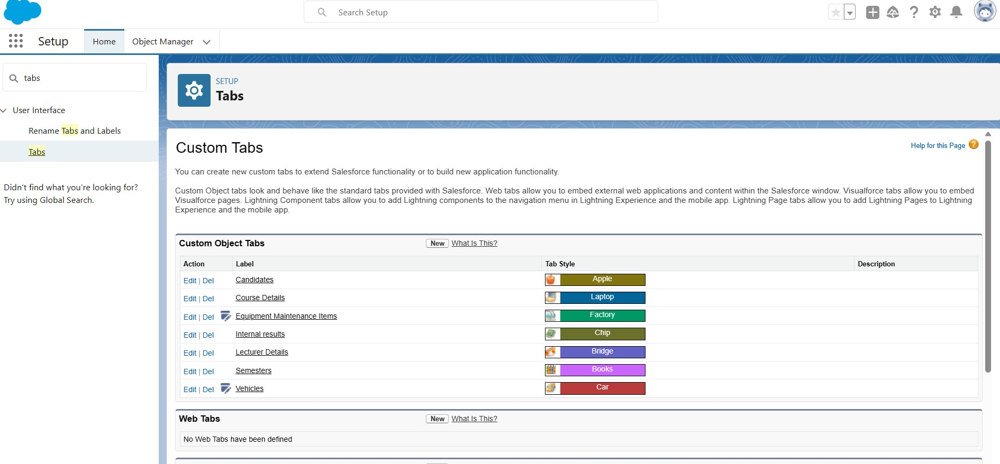 Search Setup
Setup
Home
Object Manager
tabs
User Interface
Rename Tabs and Labels
Tabs
Didn't find what you're looking for?
Try using Global Search.
SETUP
Tabs
Custom Tabs
Help for this Page ?
You can create new custom tabs to extend Salesforce functionality or to build new application functionality.
Custom Object tabs look and behave like the standard tabs provided with Salesforce. Web tabs allow you to embed external web applications and content within the Salesforce window. Visualforce tabs allow you to embed
Visualforce pages. Lightning Component tabs allow you to add Lightning components to the navigation menu in Lightning Experience and the mobile app. Lightning Page tabs allow you to add Lightning Pages to Lightning
Experience and the mobile app.
Custom Object Tabs New What Is This?
Action Label Tab Style Description
Edit | Del Candidates Apple
Edit | Del Course Details Laptop
Edit | Del Equipment Maintenance Items Factory
Edit | Del Internal results Chip
Edit | Del Lecturer Details Bridge
Edit | Del Semesters Books
Edit | Del Vehicles Car
Web Tabs New What Is This?
No Web Tabs have been defined